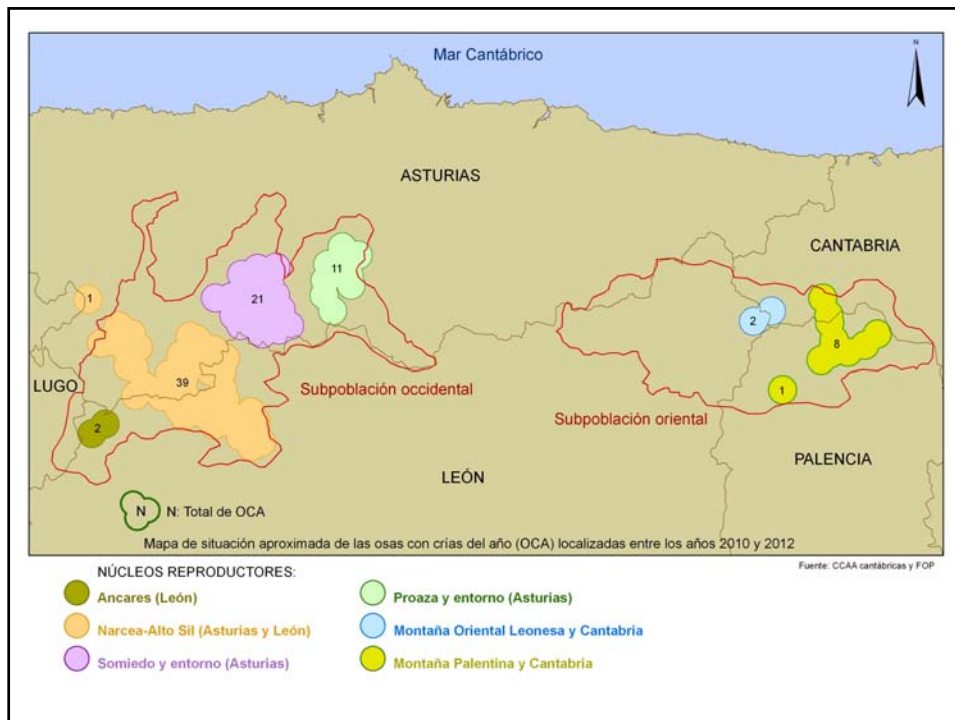 N
Mar Cantábrico
ASTURIAS
CANTABRIA
11
21
1
2
8
39
LUGO
Subpoblación occidental
1
Subpoblación oriental
2
PALENCIA
LEÓN
N
N: Total de OCA
Mapa de situación aproximada de las osas con crías del año (OCA) localizadas entre los años 2010 y 2012
Fuente: CCAA cantábricas y FOP
NÚCLEOS REPRODUCTORES:
Ancares (León)
Narcea-Alto Sil (Asturias y León)
Somiedo y entorno (Asturias)
Proaza y entorno (Asturias)
Montaña Oriental Leonesa y Cantabria
Montaña Palentina y Cantabria